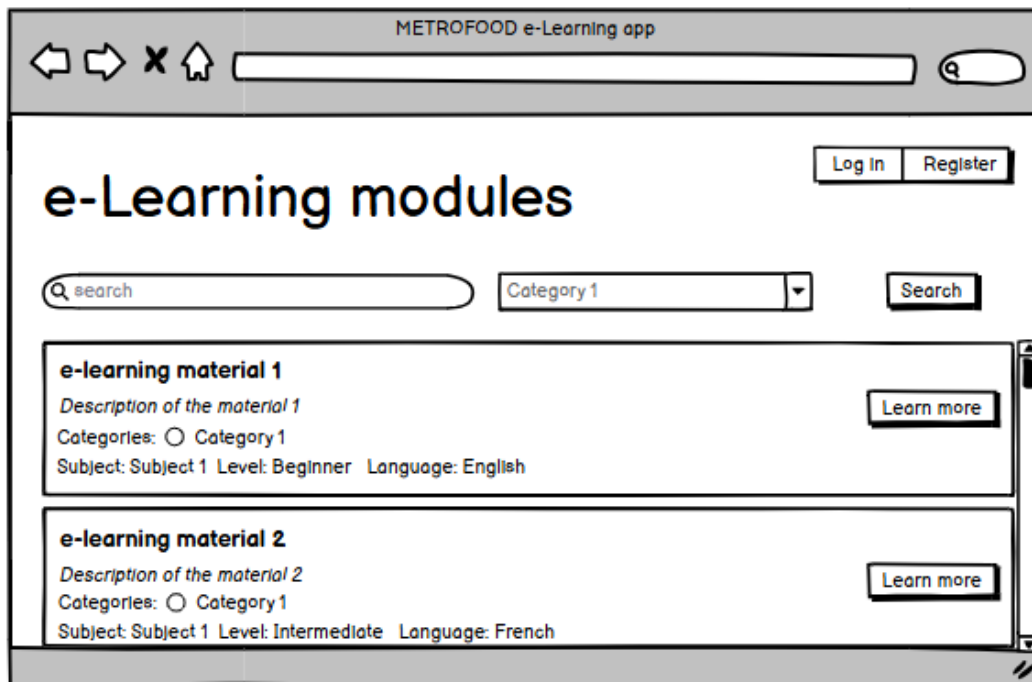 METROFOOD e-Learning app
Log in Register
e-Learning modules
search Category 1 Search
e-learning material 1
Description of the material 1
Learn more
Categories: Category 1
Subject: Subject 1 Level: Beginner Language: English
e-learning material 2
Description of the material 2
Learn more
Categories: Category 1
Subject: Subject 1 Level: Intermediate Language: French